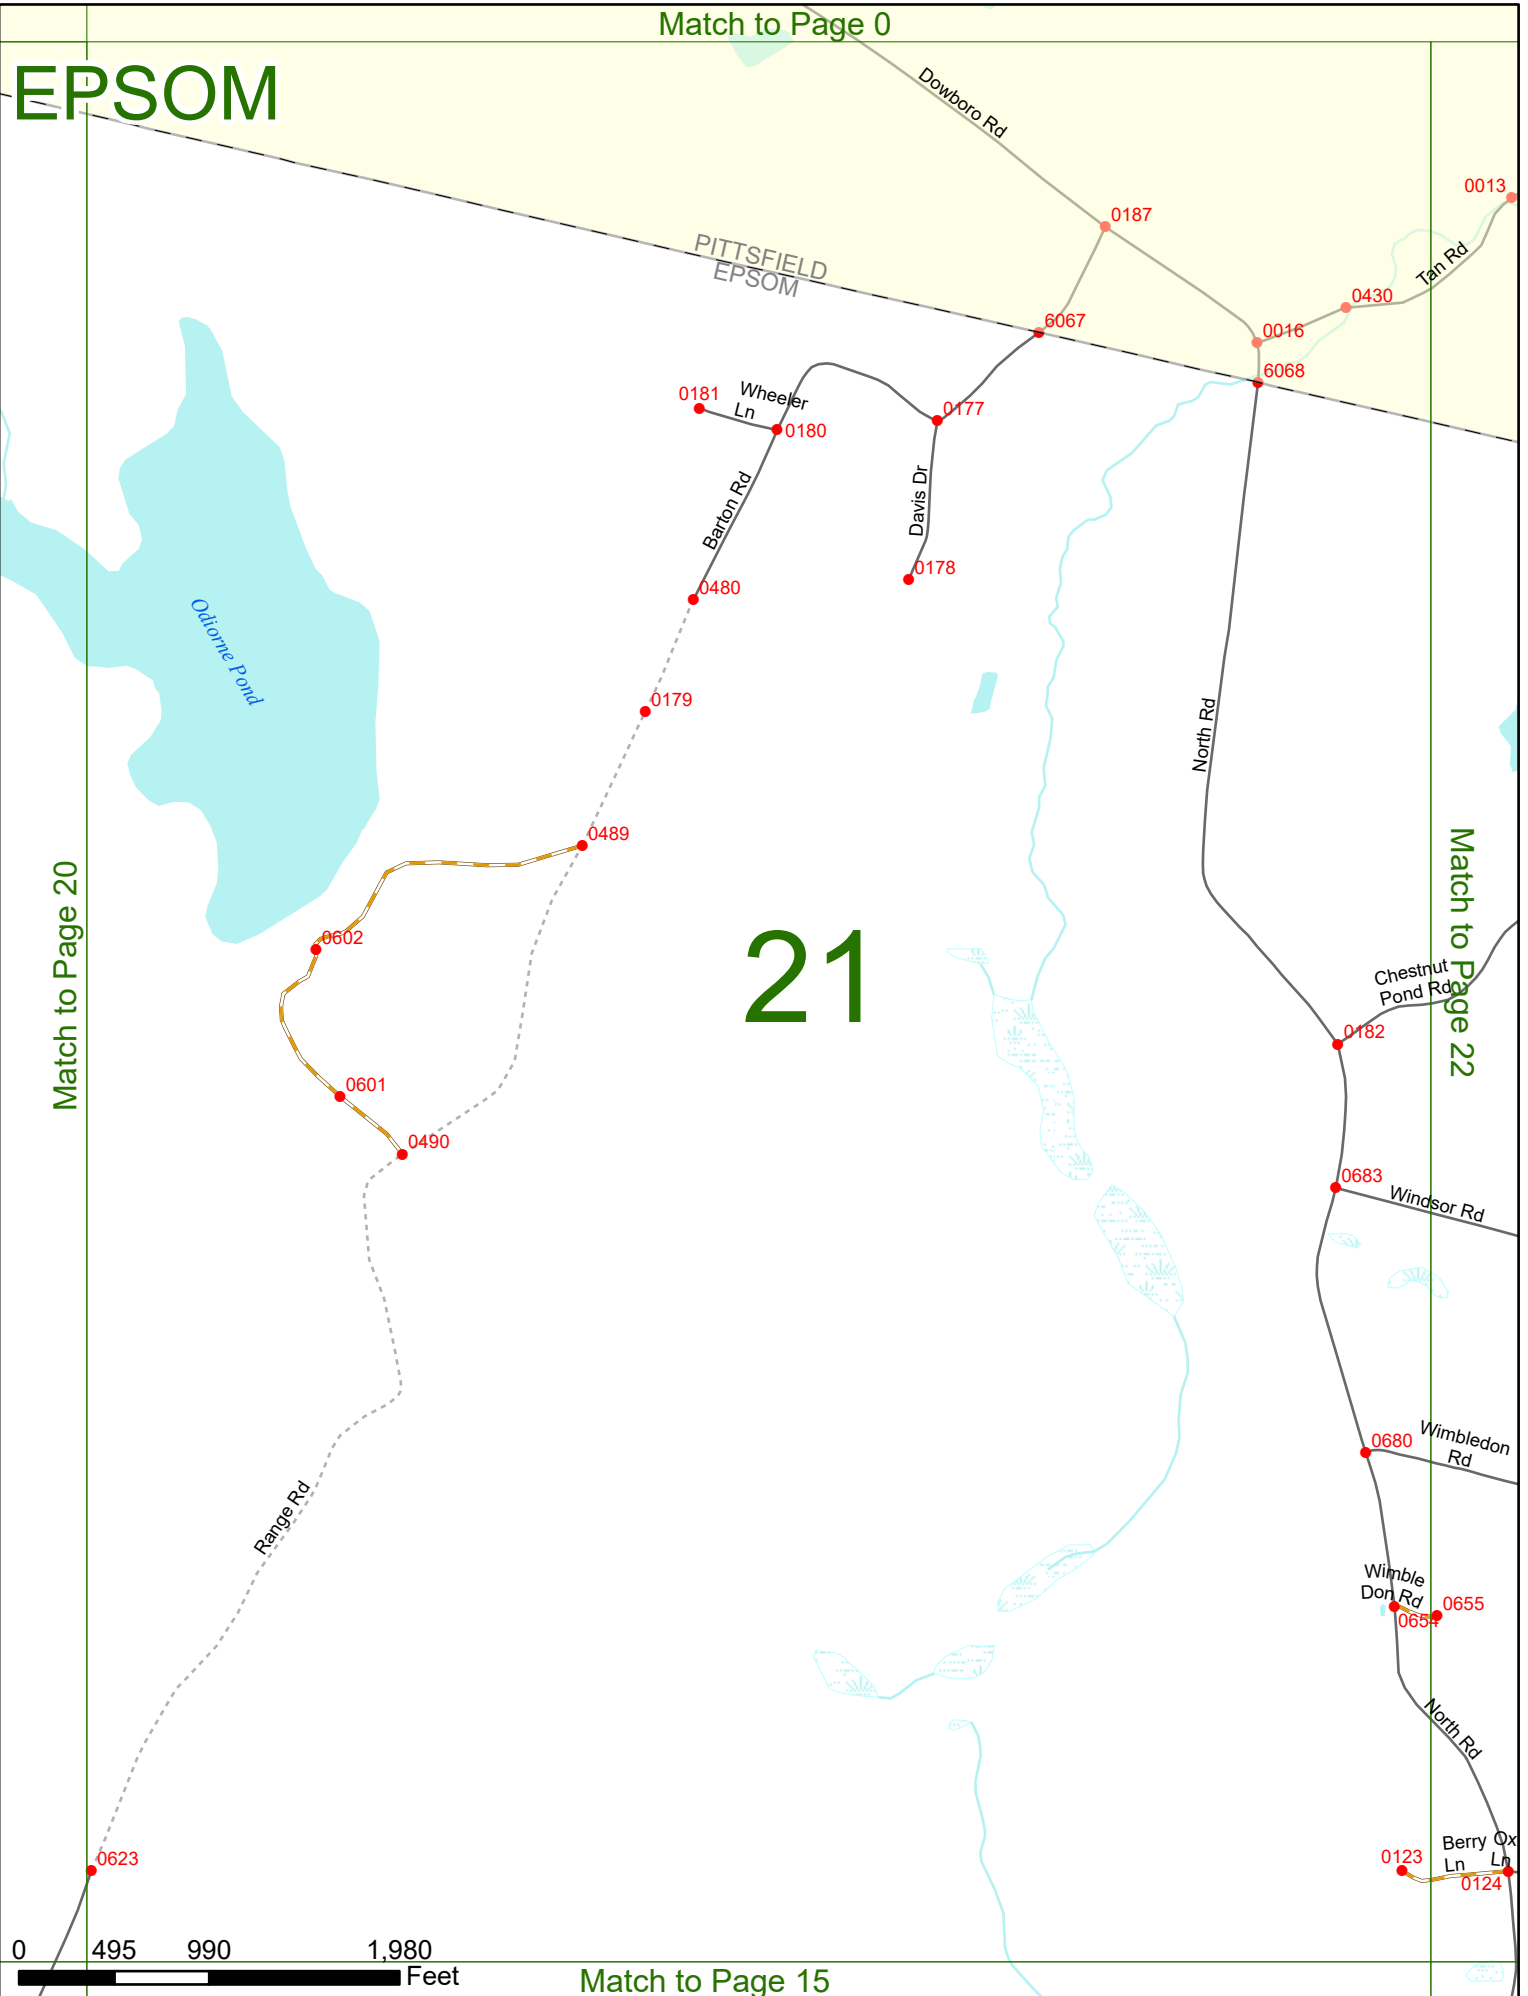 Match to Page 0
EPSOM
Dowboro Rd
0013
0187
PITTSFIELD
EPSOM
Tan Rd
0430
6067
0016
6068
0181
Wheeler
Ln
0180
0177
Barton Rd
Davis Dr
0178
0480
Odiorne Pond
0179
North Rd
0489
Match to Page 20
Match to Page 22
0602
21
Chestnut
Pond Rd
0182
0601
0490
0683
Windsor Rd
0680
Wimbledon
Rd
Range Rd
Wimble
Don Rd
0655
0654
North Rd
0623
0123
Berry
Ln
Ox
Ln
0124
0 495 990 1,980
Feet
Match to Page 15